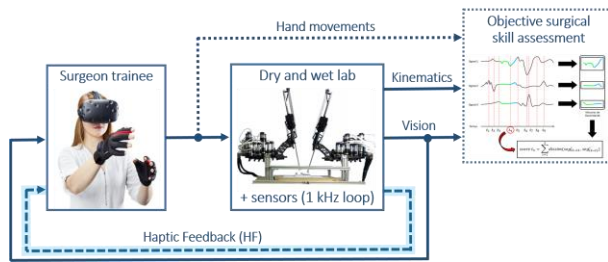 Hand movements
Objective surgical
skill assessment
Surgeon trainee
Dry and wet lab
Kinematics
Vision
+ sensors (1 kHz loop)
Haptic Feedback (HF)